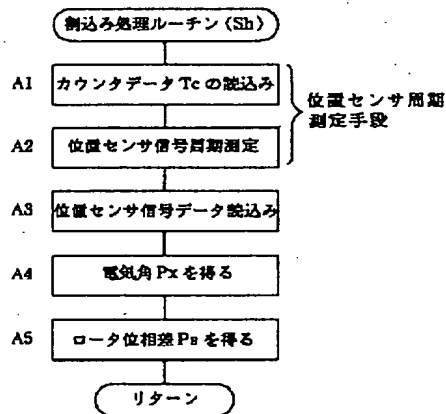 割込み処理ルーチン(Sh)
A1
カウンタデータTcの読込み
A2
位置センサ信号周期測定
位置センサ周期
測定手段
A3
位置センサ信号データ読込み
A4
電気角Pxを得る
A5
ロータ位相差PBを得る
リターン